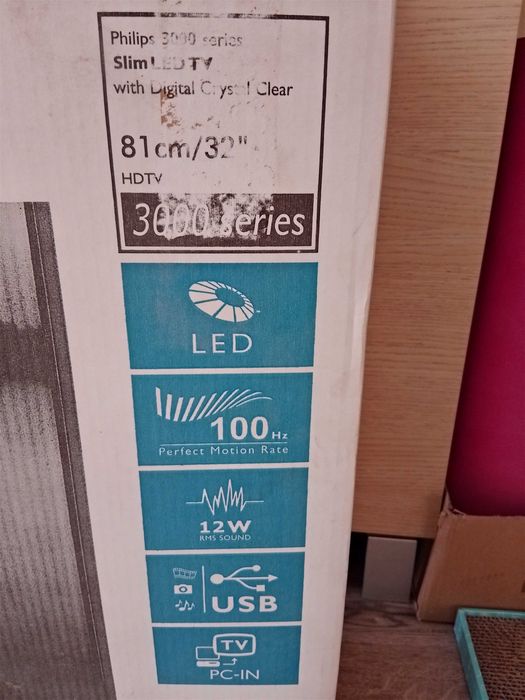 Philips 3000 series
Slim LED TV
with Digital Crystal Clear
81cm/32"
HDTV
3000 series
LED
100 Hz
Perfect Motion Rate
12W
RMS SOUND
USB
TV
PC-IN